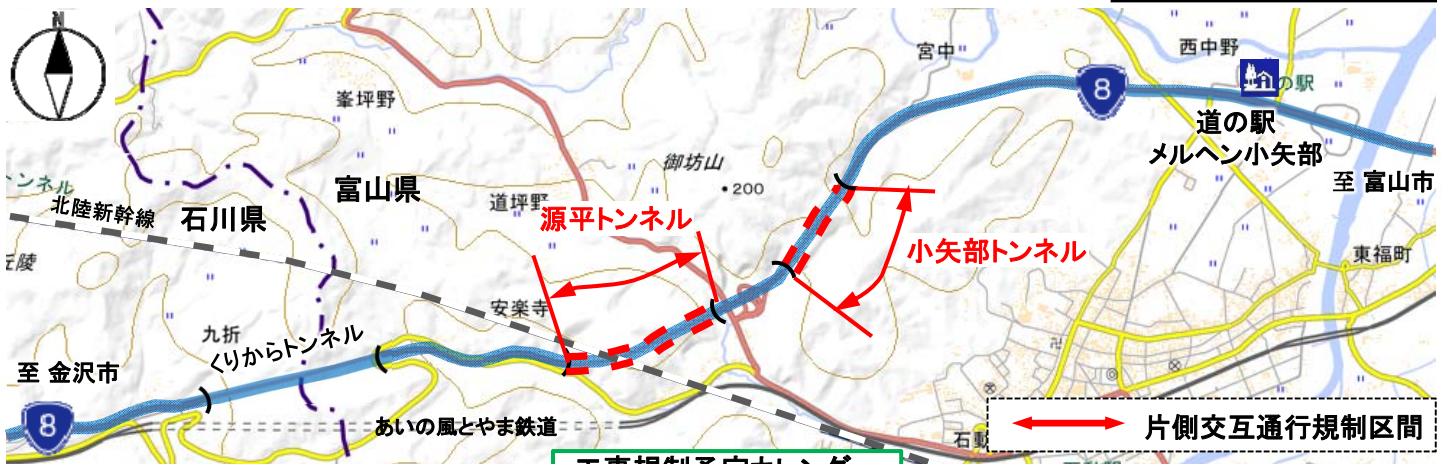 N
宮中
西中野
峯坪野
8
の駅
道の駅
メルヘン小矢部
至 富山市
御坊山
・200
ンネル
北陸新幹線
石川県
富山県
道坪野
源平トンネル
小矢部トンネル
東福町
丘陵
安楽寺
九折
くりからトンネル
至 金沢市
8
あいの風とやま鉄道
石動
片側交互通行規制区間